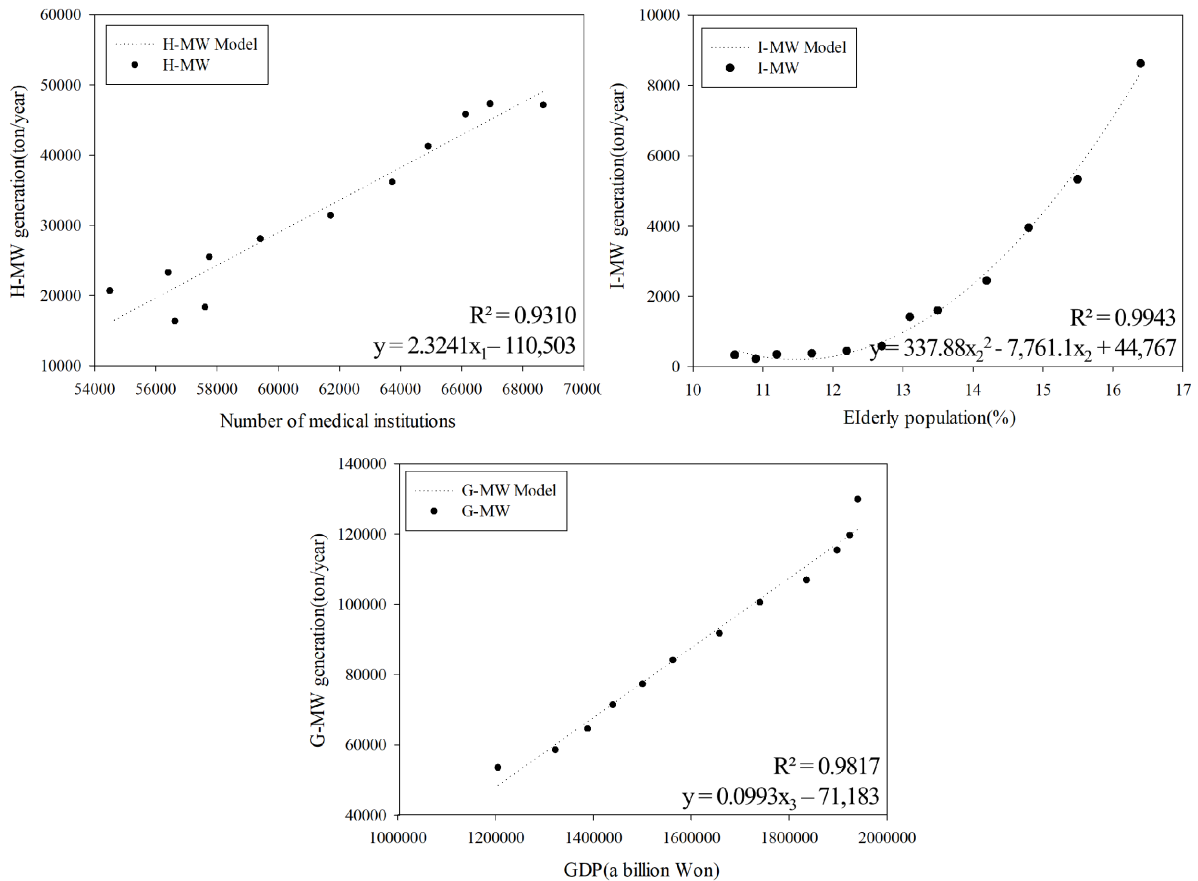 60000
50000
40000
30000
20000
10000
H-MW generation(ton/year)
H-MW Model
H-MW
R² = 0.9310
y = 2.3241x₁ – 110,503
54000 56000 58000 60000 62000 64000 66000 68000 70000
Number of medical institutions
10000
8000
6000
4000
2000
0
I-MW generation(ton/year)
I-MW Model
I-MW
R² = 0.9943
y = 337.88x₂² - 7,761.1x₂ + 44,767
10 11 12 13 14 15 16 17
Elderly population(%)
140000
120000
100000
80000
60000
40000
G-MW generation(ton/year)
G-MW Model
G-MW
R² = 0.9817
y = 0.0993x₃ – 71,183
1000000 1200000 1400000 1600000 1800000 2000000
GDP(a billion Won)